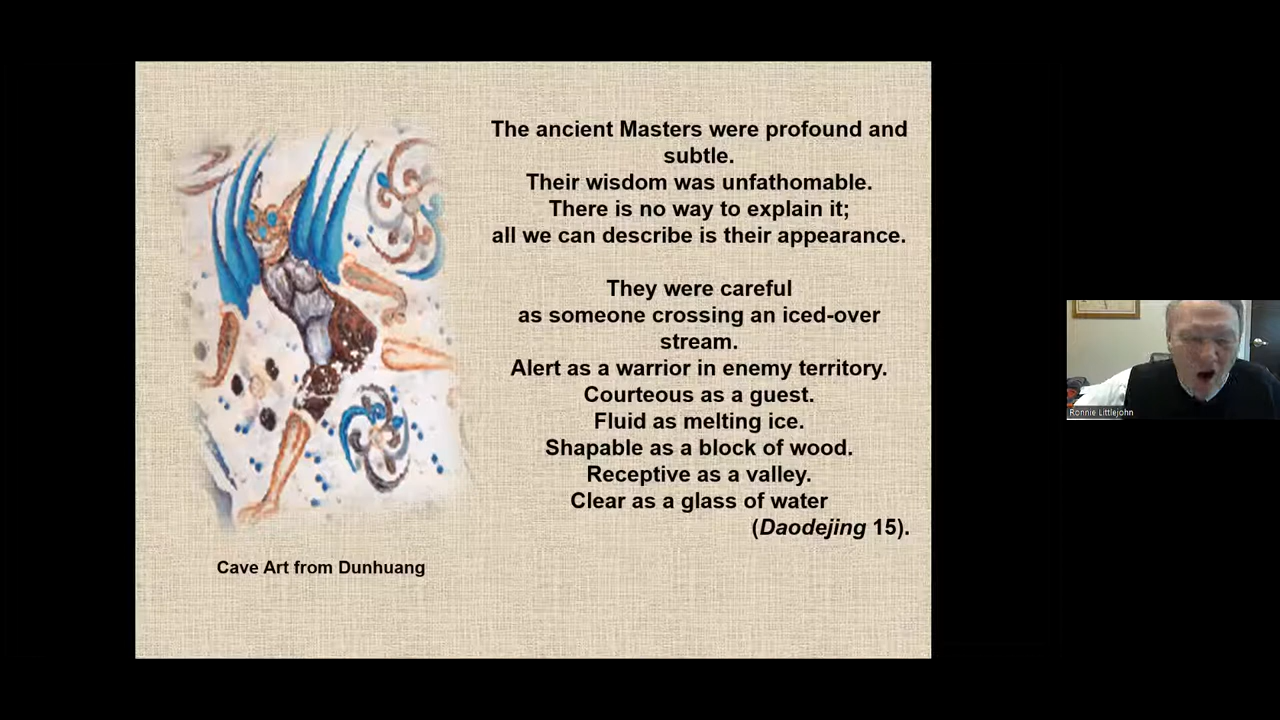 The ancient Masters were profound and
subtle.
Their wisdom was unfathomable.
There is no way to explain it;
all we can describe is their appearance.
They were careful
as someone crossing an iced-over
stream.
Alert as a warrior in enemy territory.
Courteous as a guest.
Fluid as melting ice.
Shapable as a block of wood.
Receptive as a valley.
Clear as a glass of water
(Daodejing 15).
Cave Art from Dunhuang
Ronnie Littlejohn